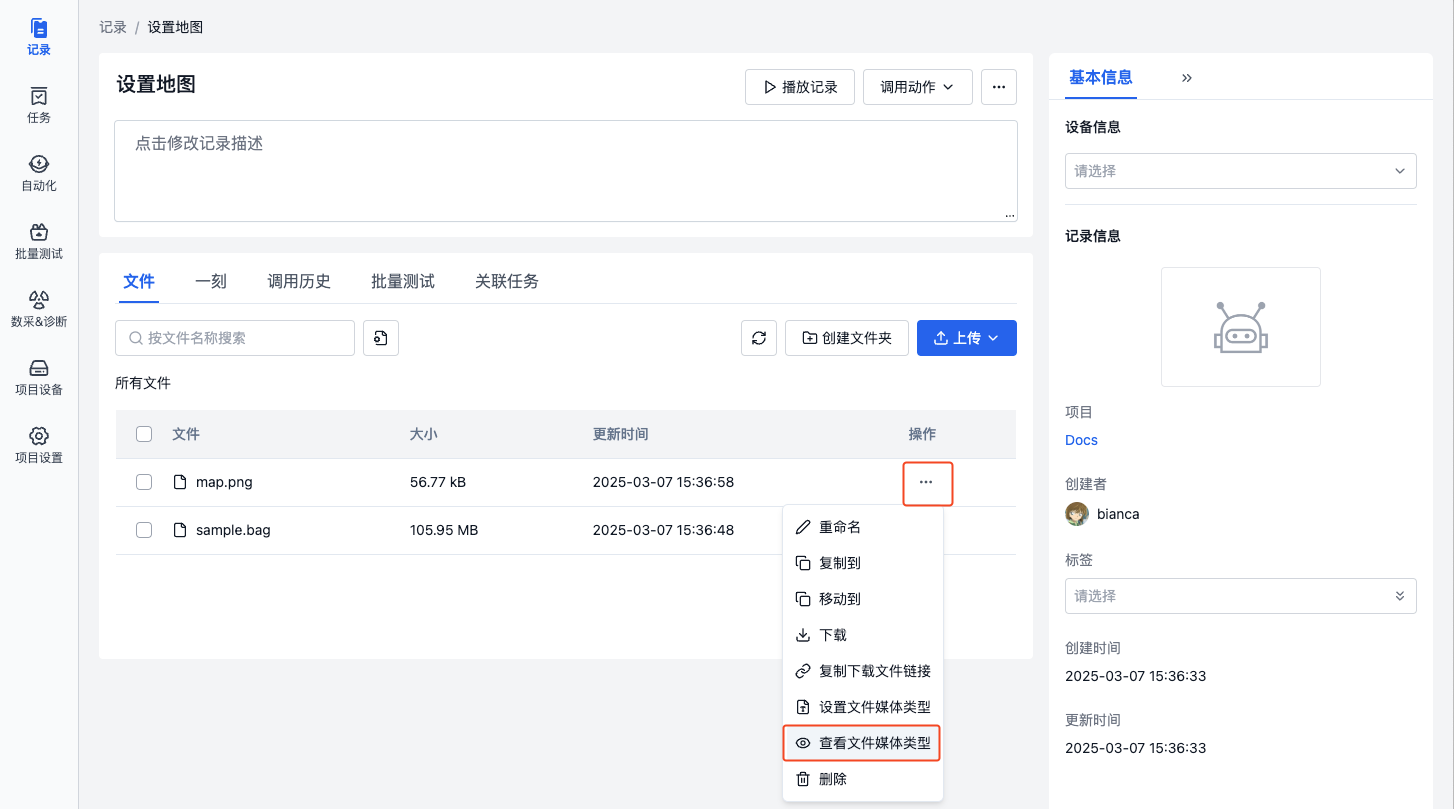 记录
任务
自动化
批量测试
数采&诊断
项目设备
项目设置
记录 / 设置地图
设置地图
播放记录
调用动作
点击修改记录描述
文件 一刻 调用历史 批量测试 关联任务
按文件名称搜索
创建文件夹
上传
所有文件
文件 大小 更新时间 操作
map.png 56.77 kB 2025-03-07 15:36:58
sample.bag 105.95 MB 2025-03-07 15:36:48
重命名
复制到
移动到
下载
复制下载文件链接
设置文件媒体类型
查看文件媒体类型
删除
基本信息
设备信息
请选择
记录信息
项目
Docs
创建者
bianca
标签
请选择
创建时间
2025-03-07 15:36:33
更新时间
2025-03-07 15:36:33